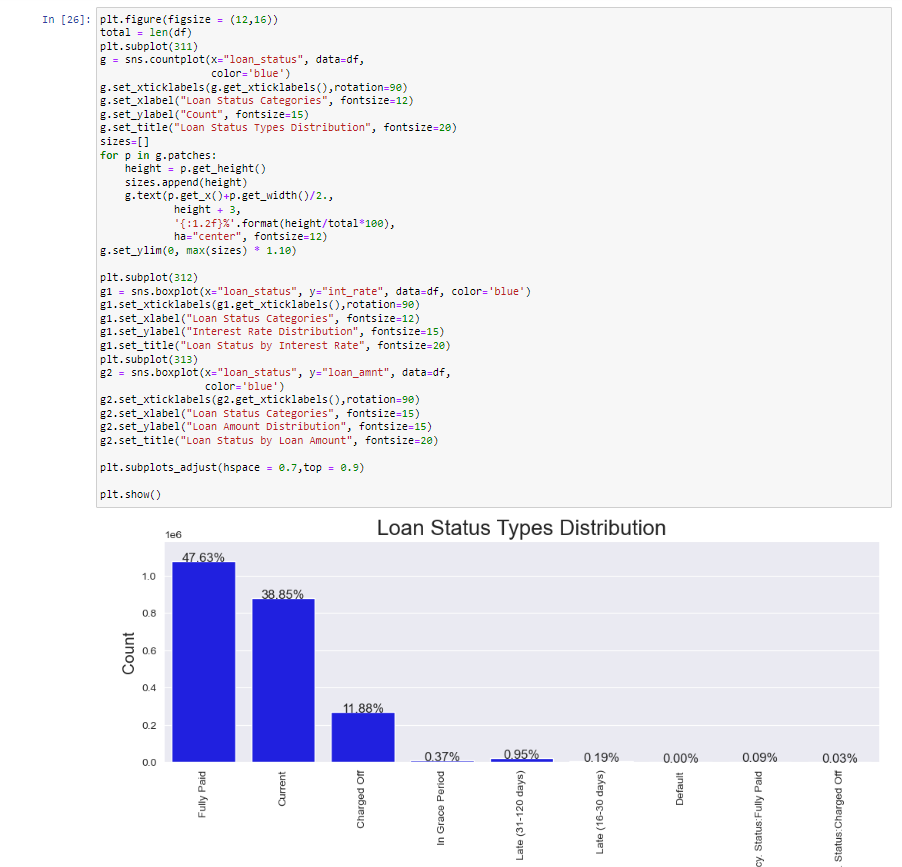 In [26]:
plt.figure(figsize = (12,16))
total = len(df)
plt.subplot(311)
g = sns.countplot(x="loan_status", data=df,
                  color='blue')
g.set_xticklabels(g.get_xticklabels(),rotation=90)
g.set_xlabel("Loan Status Categories", fontsize=12)
g.set_ylabel("Count", fontsize=15)
g.set_title("Loan Status Types Distribution", fontsize=20)
sizes=[]
for p in g.patches:
    height = p.get_height()
    sizes.append(height)
    g.text(p.get_x()+p.get_width()/2.,
            height + 3,
            '{:1.2f}%'.format(height/total*100),
            ha="center", fontsize=12)
g.set_ylim(0, max(sizes) * 1.10)

plt.subplot(312)
g1 = sns.boxplot(x="loan_status", y="int_rate", data=df, color='blue')
g1.set_xticklabels(g1.get_xticklabels(),rotation=90)
g1.set_xlabel("Loan Status Categories", fontsize=12)
g1.set_ylabel("Interest Rate Distribution", fontsize=15)
g1.set_title("Loan Status by Interest Rate", fontsize=20)
plt.subplot(313)
g2 = sns.boxplot(x="loan_status", y="loan_amnt", data=df,
                 color='blue')
g2.set_xticklabels(g2.get_xticklabels(),rotation=90)
g2.set_xlabel("Loan Status Categories", fontsize=15)
g2.set_ylabel("Loan Amount Distribution", fontsize=15)
g2.set_title("Loan Status by Loan Amount", fontsize=20)

plt.subplots_adjust(hspace = 0.7,top = 0.9)

plt.show()
Loan Status Types Distribution
1e6
1.0
0.8
0.6
0.4
0.2
0.0
Count
47.63%
38.85%
11.88%
0.37%
0.95%
0.19%
0.00%
0.09%
0.03%
Fully Paid
Current
Charged Off
In Grace Period
Late (31-120 days)
Late (16-30 days)
Default
cy. Status:Fully Paid
. Status:Charged Off